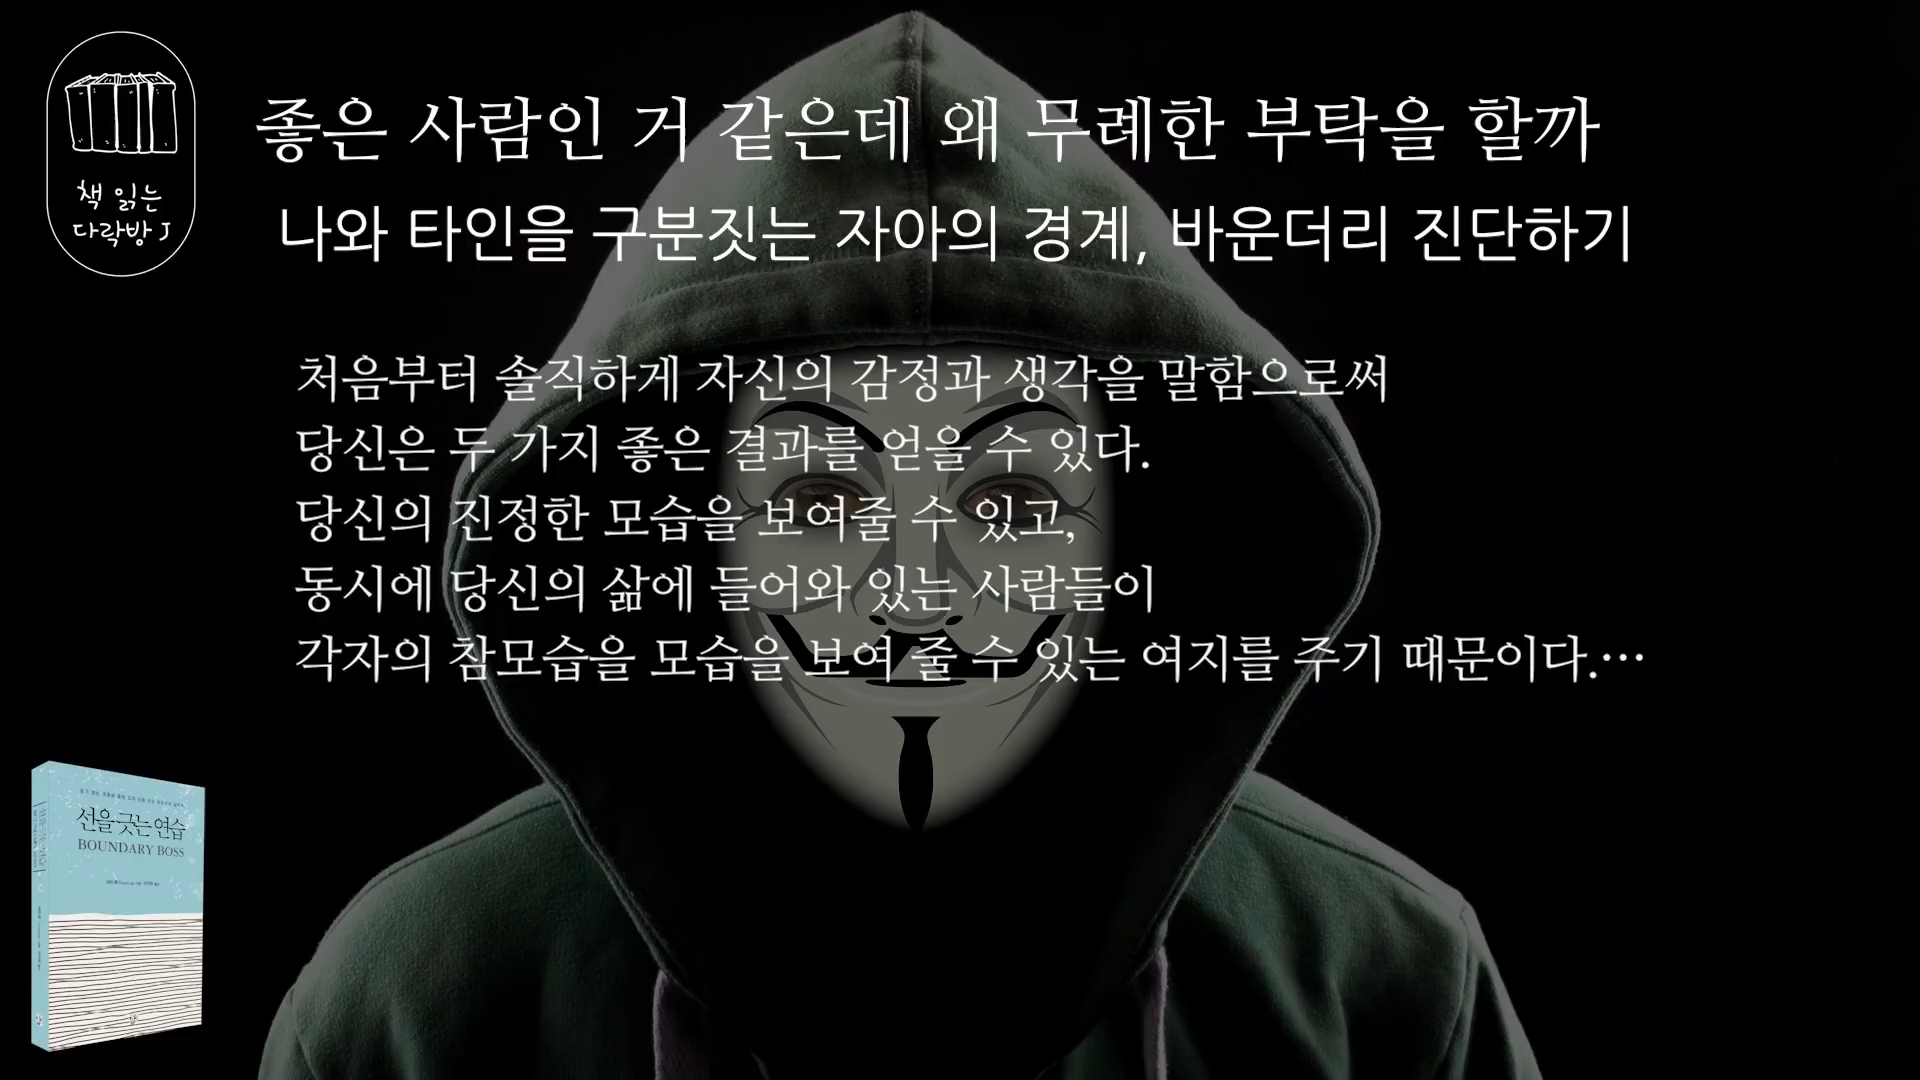 책 읽는
다락방 J
좋은 사람인 거 같은데 왜 무례한 부탁을 할까
나와 타인을 구분짓는 자아의 경계, 바운더리 진단하기
처음부터 솔직하게 자신의 감정과 생각을 말함으로써
당신은 두 가지 좋은 결과를 얻을 수 있다.
당신의 진정한 모습을 보여줄 수 있고,
동시에 당신의 삶에 들어와 있는 사람들이
각자의 참모습을 모습을 보여 줄 수 있는 여지를 주기 때문이다.…
선을 긋는 연습
BOUNDARY BOSS